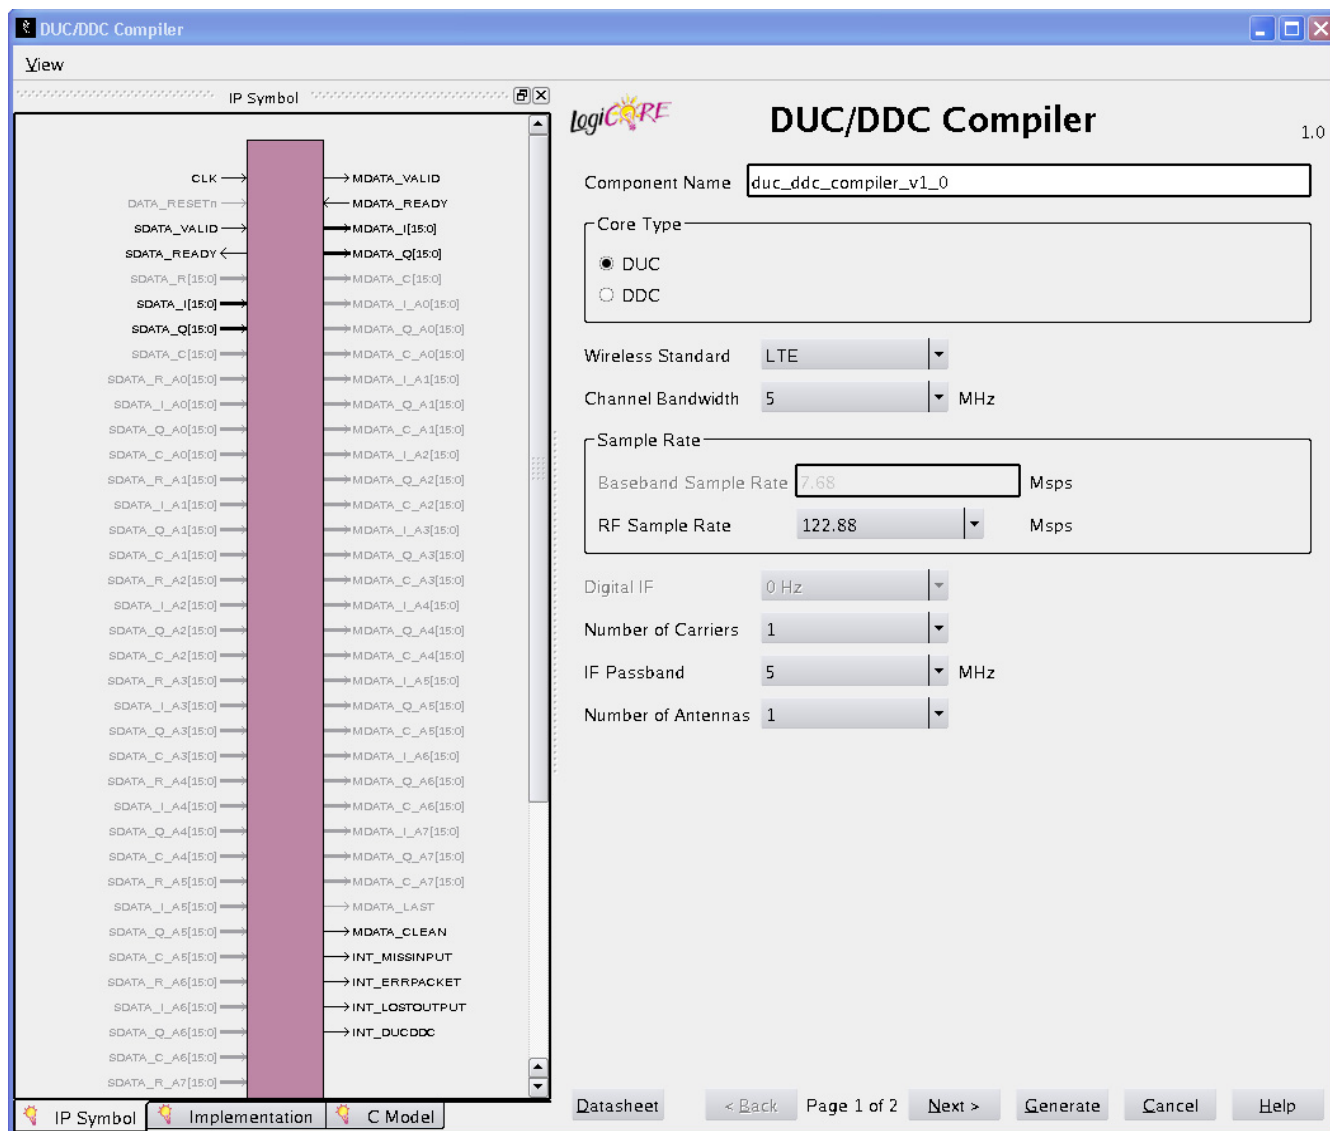 DUC/DDC Compiler
View
IP Symbol
CLK
DATA_RESETn
SDATA_VALID
SDATA_READY
SDATA_R[15:0]
SDATA_I[15:0]
SDATA_Q[15:0]
SDATA_C[15:0]
SDATA_R_A0[15:0]
SDATA_I_A0[15:0]
SDATA_Q_A0[15:0]
SDATA_C_A0[15:0]
SDATA_R_A1[15:0]
SDATA_I_A1[15:0]
SDATA_Q_A1[15:0]
SDATA_C_A1[15:0]
SDATA_R_A2[15:0]
SDATA_I_A2[15:0]
SDATA_Q_A2[15:0]
SDATA_C_A2[15:0]
SDATA_R_A3[15:0]
SDATA_I_A3[15:0]
SDATA_Q_A3[15:0]
SDATA_C_A3[15:0]
SDATA_R_A4[15:0]
SDATA_I_A4[15:0]
SDATA_Q_A4[15:0]
SDATA_C_A4[15:0]
SDATA_R_A5[15:0]
SDATA_I_A5[15:0]
SDATA_Q_A5[15:0]
SDATA_C_A5[15:0]
SDATA_R_A6[15:0]
SDATA_I_A6[15:0]
SDATA_Q_A6[15:0]
SDATA_C_A6[15:0]
SDATA_R_A7[15:0]
MDATA_VALID
MDATA_READY
MDATA_I[15:0]
MDATA_Q[15:0]
MDATA_C[15:0]
MDATA_I_A0[15:0]
MDATA_Q_A0[15:0]
MDATA_C_A0[15:0]
MDATA_I_A1[15:0]
MDATA_Q_A1[15:0]
MDATA_C_A1[15:0]
MDATA_I_A2[15:0]
MDATA_Q_A2[15:0]
MDATA_C_A2[15:0]
MDATA_I_A3[15:0]
MDATA_Q_A3[15:0]
MDATA_C_A3[15:0]
MDATA_I_A4[15:0]
MDATA_Q_A4[15:0]
MDATA_C_A4[15:0]
MDATA_I_A5[15:0]
MDATA_Q_A5[15:0]
MDATA_C_A5[15:0]
MDATA_I_A6[15:0]
MDATA_Q_A6[15:0]
MDATA_C_A6[15:0]
MDATA_I_A7[15:0]
MDATA_Q_A7[15:0]
MDATA_C_A7[15:0]
MDATA_LAST
MDATA_CLEAN
INT_MISSINPUT
INT_ERRPACKET
INT_LOSTOUTPUT
INT_DUCDDC
IP Symbol Implementation C Model
LogiCORE
DUC/DDC Compiler
1.0
Component Name duc_ddc_compiler_v1_0
Core Type
DUC
DDC
Wireless Standard LTE
Channel Bandwidth 5 MHz
Sample Rate
Baseband Sample Rate 7.68 Msps
RF Sample Rate 122.88 Msps
Digital IF 0 Hz
Number of Carriers 1
IF Passband 5 MHz
Number of Antennas 1
Datasheet < Back Page 1 of 2 Next > Generate Cancel Help